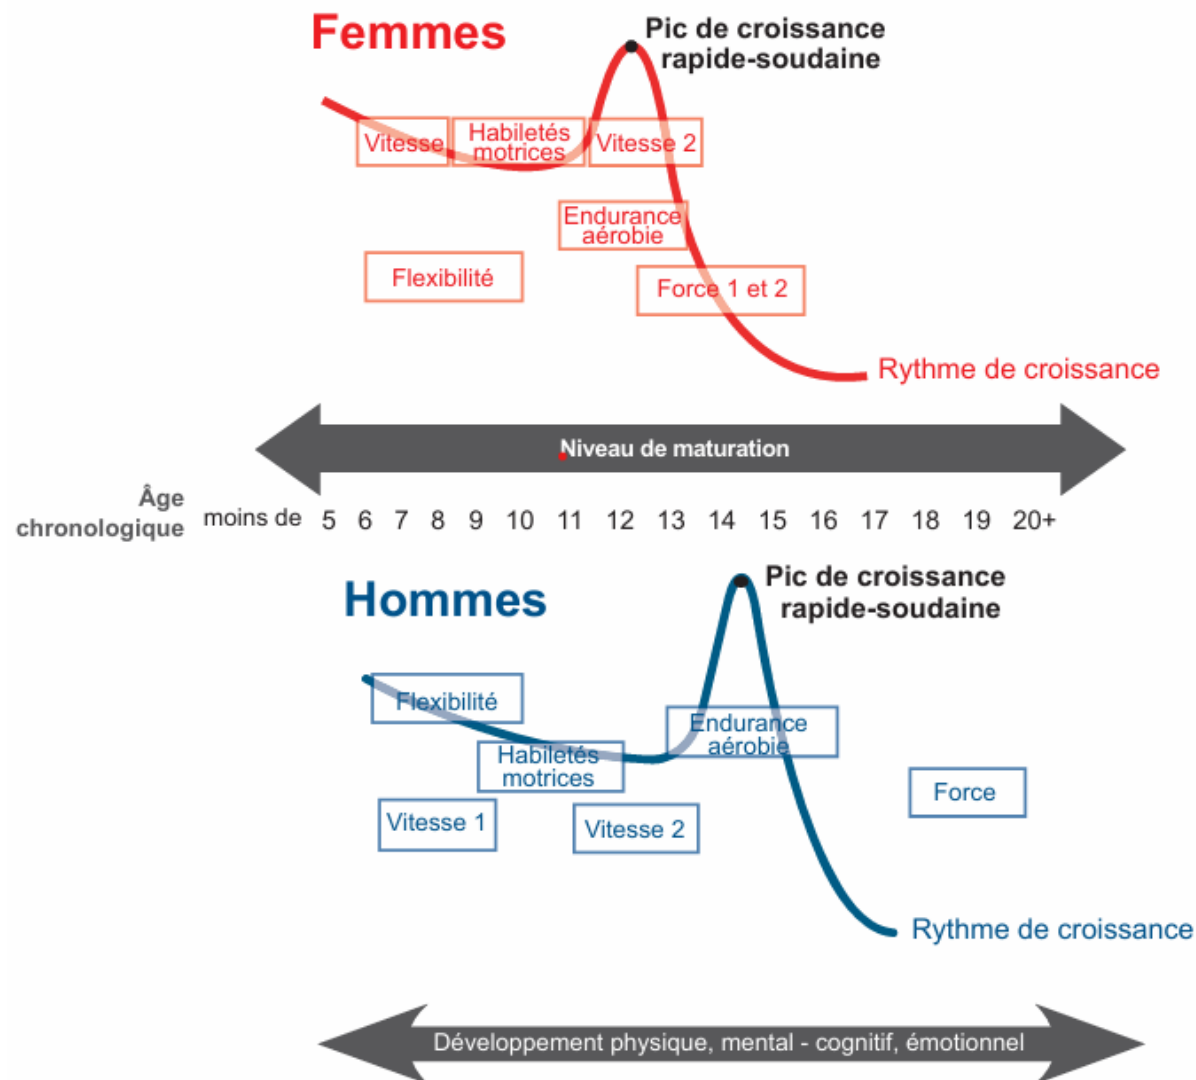 Femmes
Pic de croissance
rapide-soudaine
Vitesse
Habiletés
motrices
Vitesse 2
Endurance
aérobie
Flexibilité
Force 1 et 2
Rythme de croissance
Niveau de maturation
Âge
chronologique
moins de 5 6 7 8 9 10 11 12 13 14 15 16 17 18 19 20+
Hommes
Pic de croissance
rapide-soudaine
Flexibilité
Habiletés
motrices
Endurance
aérobie
Vitesse 1
Vitesse 2
Force
Rythme de croissance
Développement physique, mental - cognitif, émotionnel